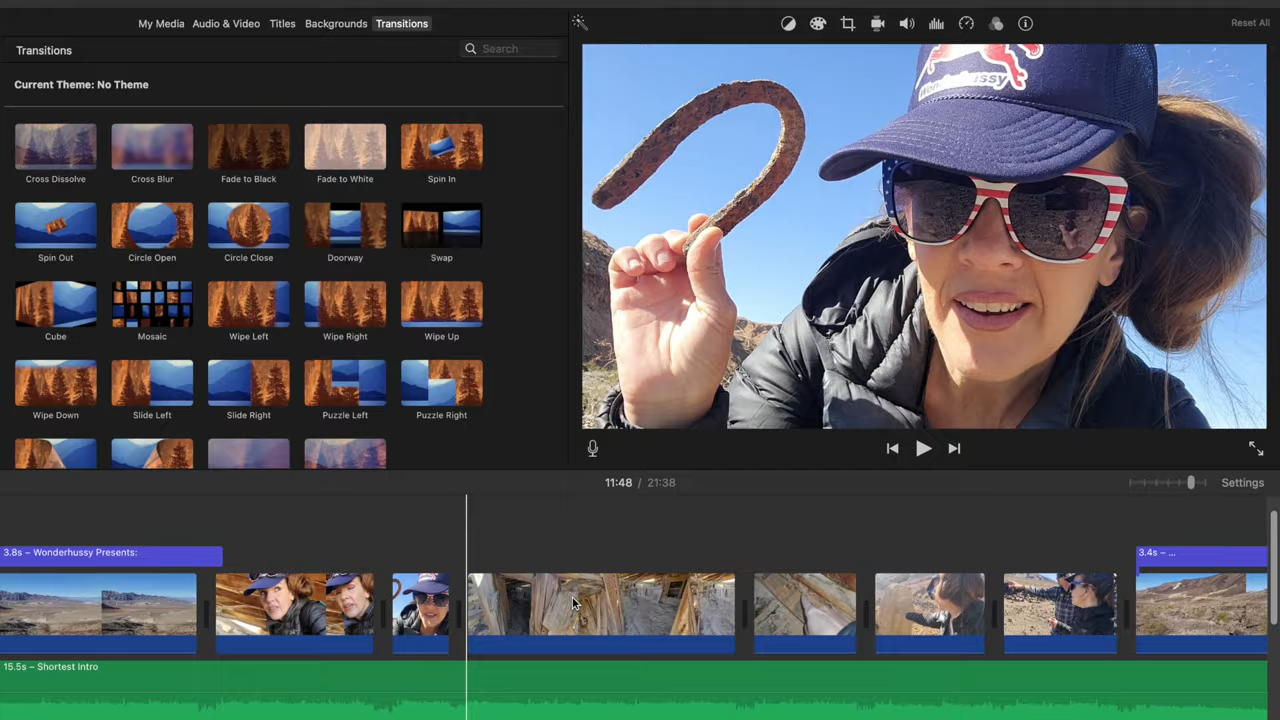 My Media Audio & Video Titles Backgrounds Transitions
Reset All
Transitions
Search
Current Theme: No Theme
Cross Dissolve Cross Blur Fade to Black Fade to White Spin In
Spin Out Circle Open Circle Close Doorway Swap
Cube Mosaic Wipe Left Wipe Right Wipe Up
Wipe Down Slide Left Slide Right Puzzle Left Puzzle Right
Wonderhussy
11:48 / 21:38
Settings
3.8s – Wonderhussy Presents:
3.4s – ...
15.5s – Shortest Intro